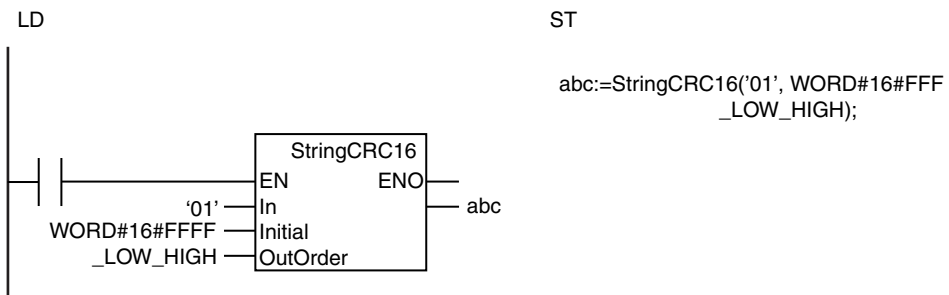 LD
ST
abc:=StringCRC16('01', WORD#16#FFF
_LOW_HIGH);
StringCRC16
EN ENO
‘01’ In abc
WORD#16#FFFF Initial
_LOW_HIGH OutOrder